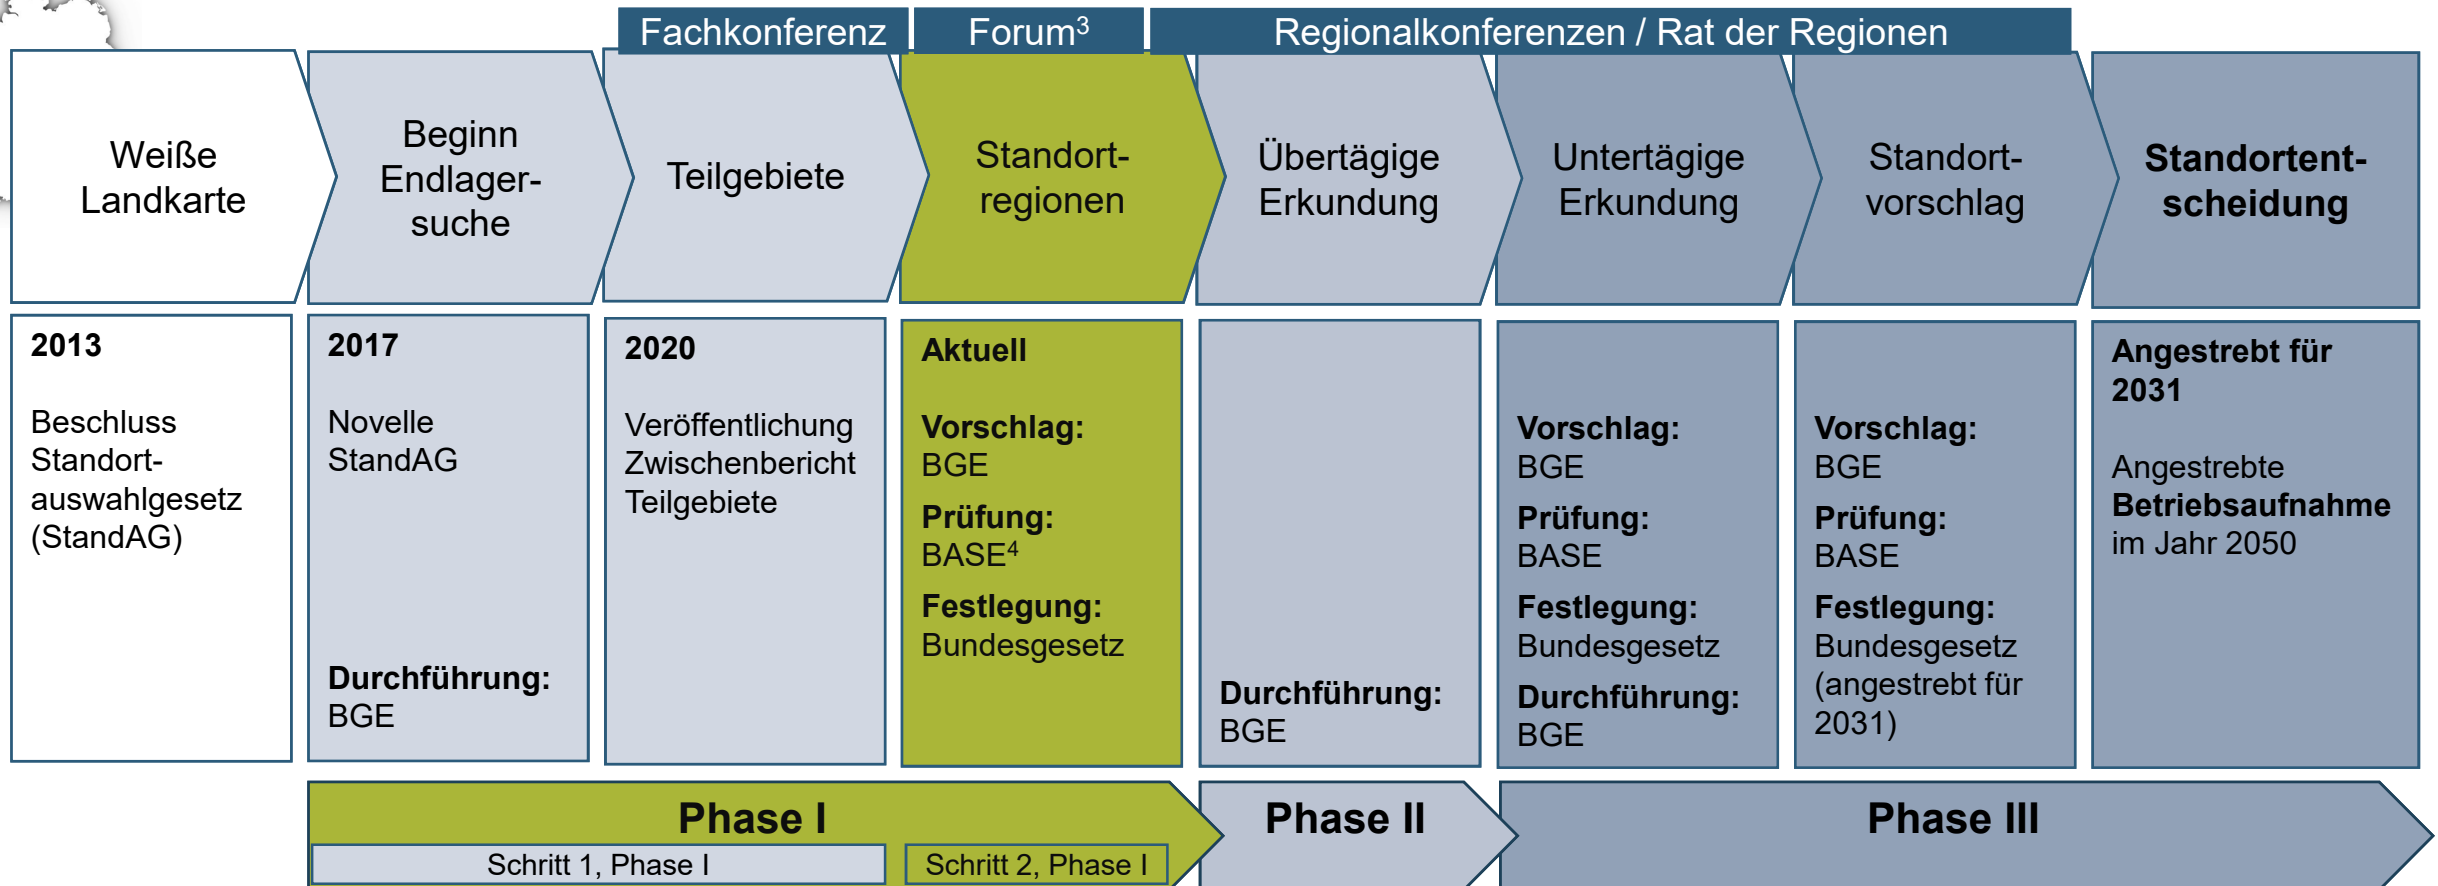 Fachkonferenz
Forum³
Regionalkonferenzen / Rat der Regionen
Weiße
Landkarte
Beginn
Endlager-
suche
Teilgebiete
Standort-
regionen
Übertägige
Erkundung
Untertägige
Erkundung
Standort-
vorschlag
Standortent-
scheidung
2013
Beschluss
Standort-
auswahlgesetz
(StandAG)
2017
Novelle
StandAG
Durchführung:
BGE
2020
Veröffentlichung
Zwischenbericht
Teilgebiete
Aktuell
Vorschlag:
BGE
Prüfung:
BASE⁴
Festlegung:
Bundesgesetz
Durchführung:
BGE
Vorschlag:
BGE
Prüfung:
BASE
Festlegung:
Bundesgesetz
Durchführung:
BGE
Vorschlag:
BGE
Prüfung:
BASE
Festlegung:
Bundesgesetz
(angestrebt für
2031)
Angestrebt für
2031
Angestrebte
Betriebsaufnahme
im Jahr 2050
Phase I
Schritt 1, Phase I
Schritt 2, Phase I
Phase II
Phase III